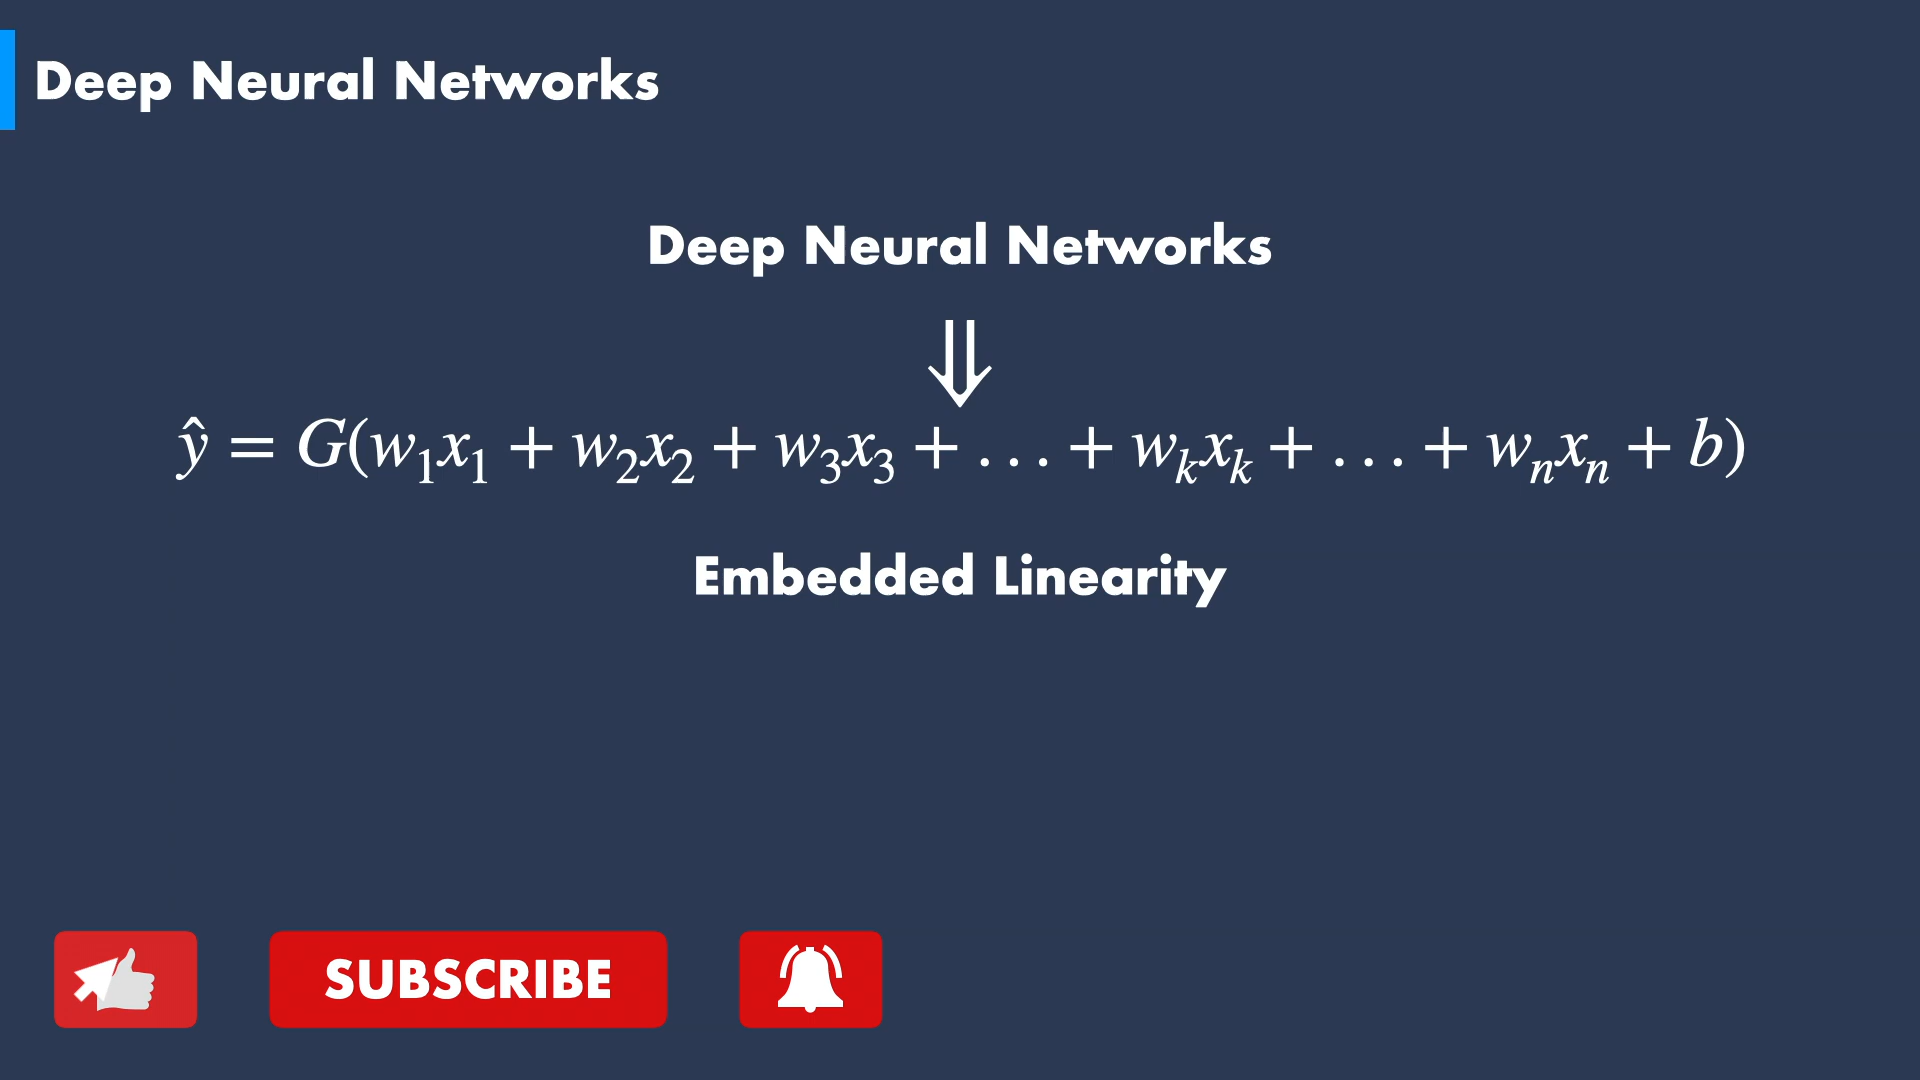 Deep Neural Networks
Deep Neural Networks
⇓
ŷ = G(w₁x₁ + w₂x₂ + w₃x₃ + . . . + wₖxₖ + . . . + wₙxₙ + b)
Embedded Linearity
SUBSCRIBE